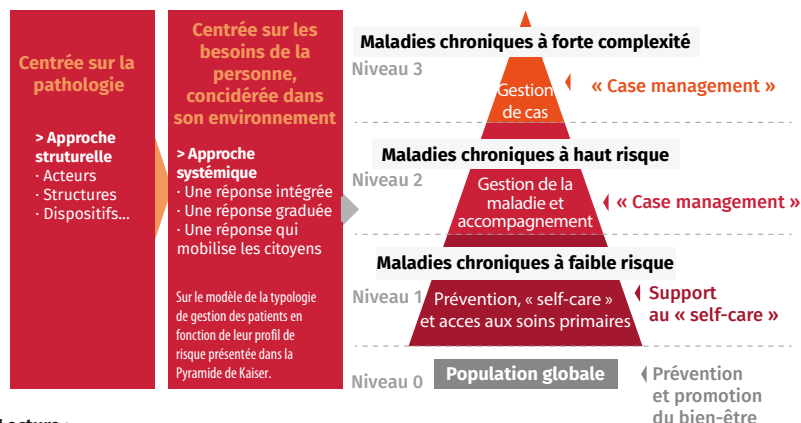 Centrée sur la
pathologie
> Approche
struturelle
· Acteurs
· Structures
· Dispositifs...
Centrée sur les
besoins de la
personne,
concidérée dans
son environnement
> Approche
systémique
· Une réponse intégrée
· Une réponse graduée
· Une réponse qui
mobilise les citoyens
Sur le modèle de la typologie
de gestion des patients en
fonction de leur profil de
risque présentée dans la
Pyramide de Kaiser.
Maladies chroniques à forte complexité
Niveau 3
Gestion
de cas
« Case management »
Maladies chroniques à haut risque
Niveau 2
Gestion de la
maladie et
accompagnement
« Case management »
Maladies chroniques à faible risque
Niveau 1
Prévention, « self-care »
et acces aux soins primaires
Support
au « self-care »
Niveau 0
Population globale
Prévention
et promotion
du bien-être